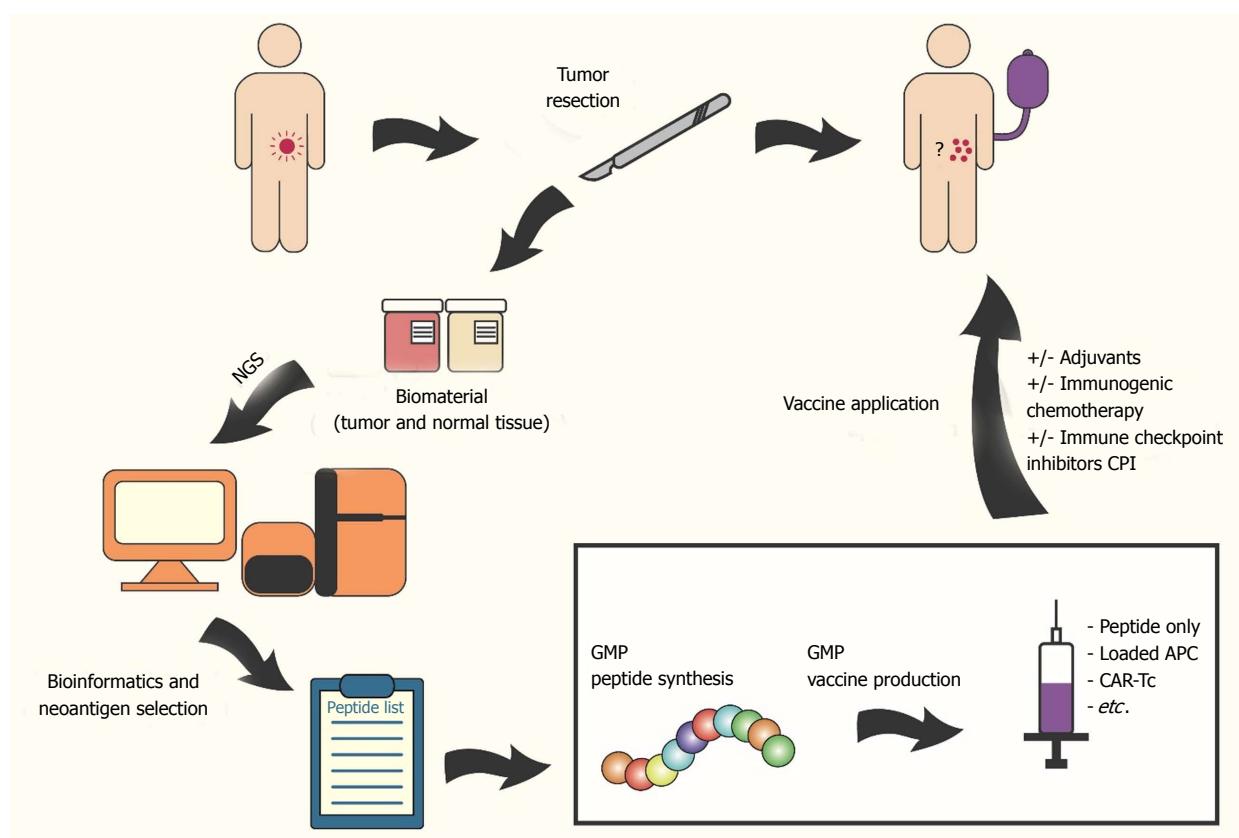 Tumor
resection
?
NGS
Biomaterial
(tumor and normal tissue)
Vaccine application
+/- Adjuvants
+/- Immunogenic
chemotherapy
+/- Immune checkpoint
inhibitors CPI
Bioinformatics and
neoantigen selection
Peptide list
GMP
peptide synthesis
GMP
vaccine production
- Peptide only
- Loaded APC
- CAR-Tc
- etc.